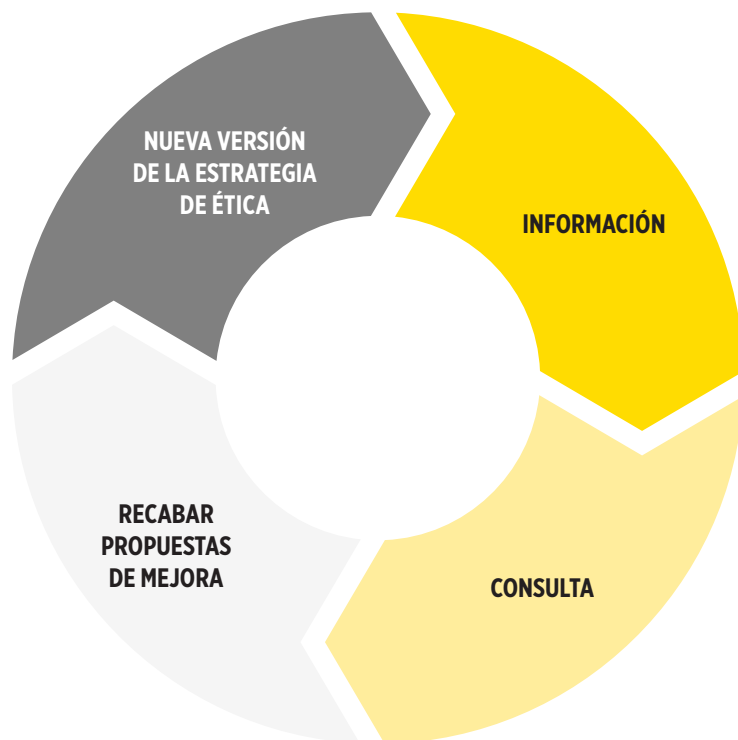 NUEVA VERSIÓN
DE LA ESTRATEGIA
DE ÉTICA
INFORMACIÓN
CONSULTA
RECABAR
PROPUESTAS
DE MEJORA